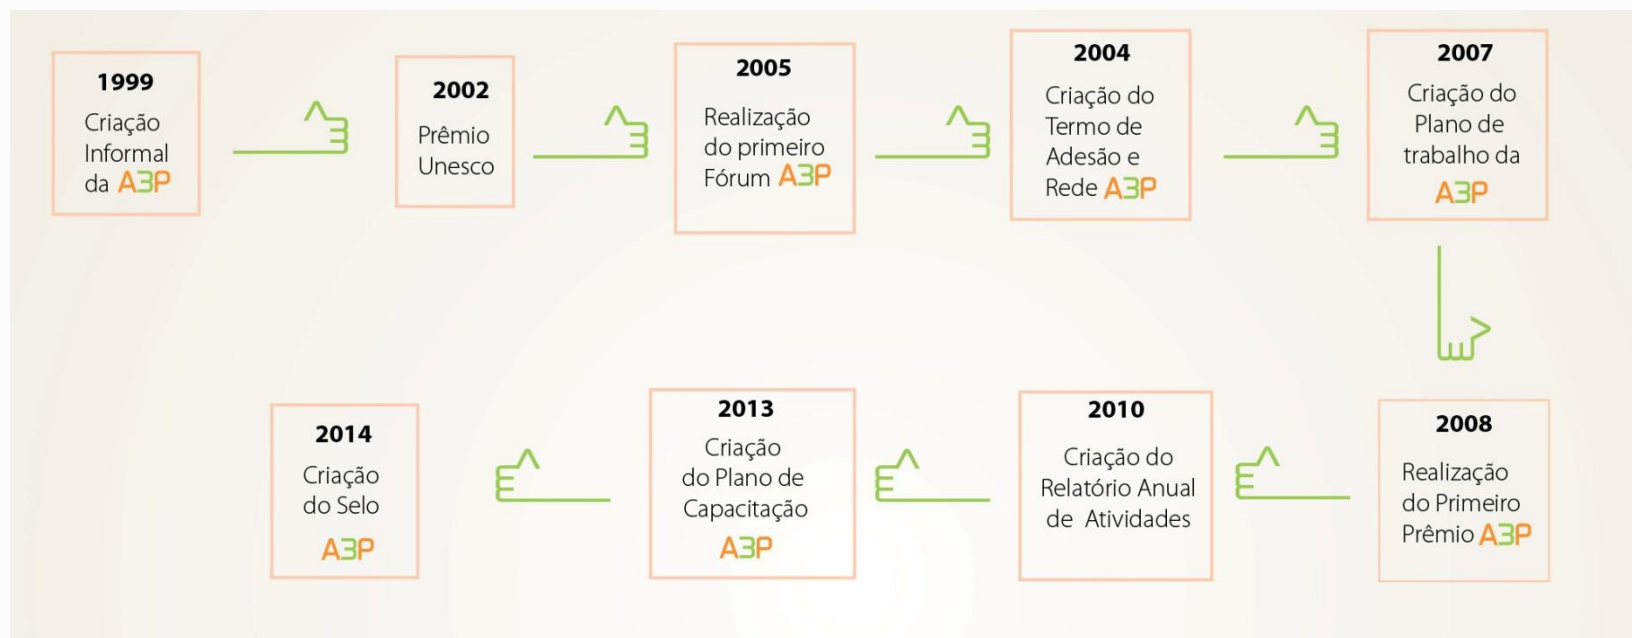 1999
Criação
Informal
da A3P
2002
Prêmio
Unesco
2005
Realização
do primeiro
Fórum A3P
2004
Criação do
Termo de
Adesão e
Rede A3P
2007
Criação do
Plano de
trabalho da
A3P
2008
Realização
do Primeiro
Prêmio A3P
2010
Criação do
Relatório Anual
de Atividades
2013
Criação
do Plano de
Capacitação
A3P
2014
Criação
do Selo
A3P